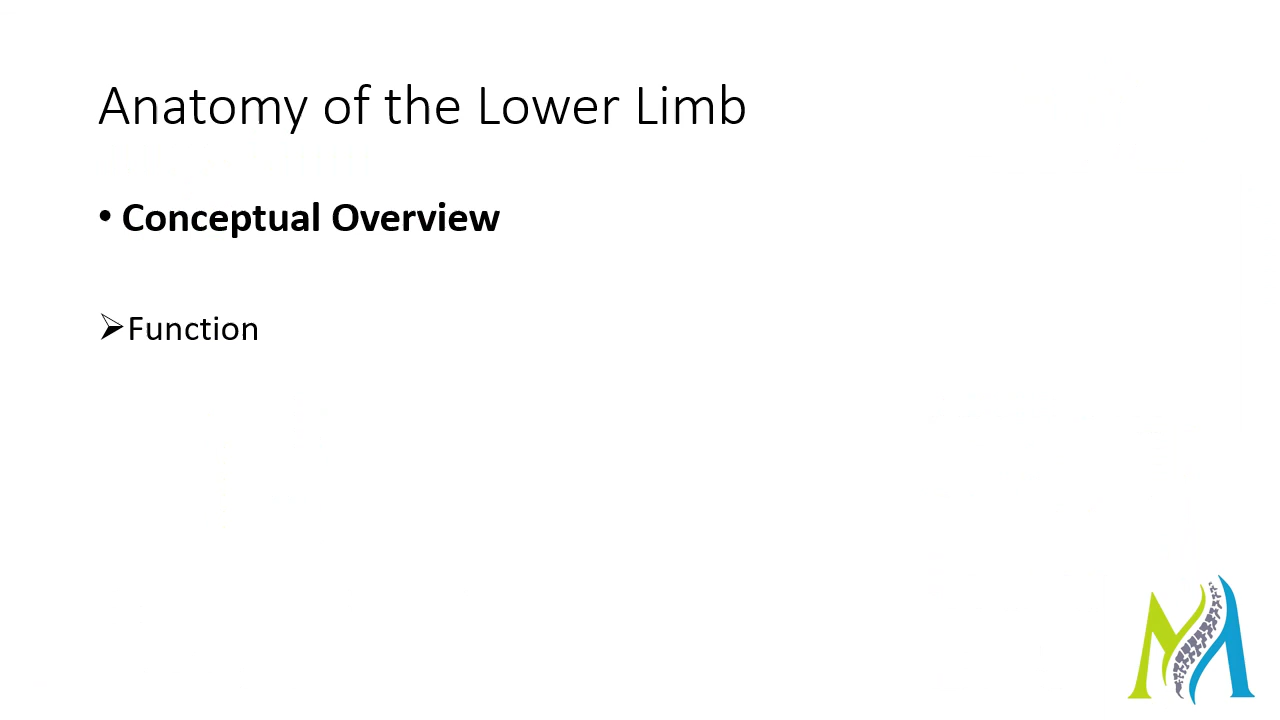 Anatomy of the Lower Limb
• Conceptual Overview
➢Function